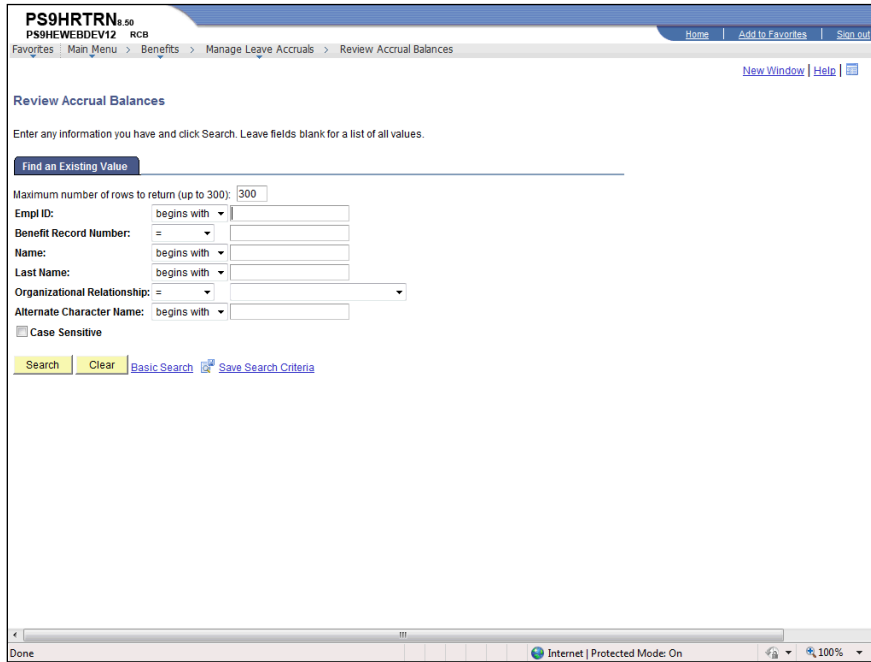 PS9HRTRN8.50
PS9HEWEBDEV12 RCB
Home | Add to Favorites | Sign out
Favorites | Main Menu > Benefits > Manage Leave Accruals > Review Accrual Balances
New Window | Help |
Review Accrual Balances
Enter any information you have and click Search. Leave fields blank for a list of all values.
Find an Existing Value
Maximum number of rows to return (up to 300): 300
Empl ID: begins with
Benefit Record Number: =
Name: begins with
Last Name: begins with
Organizational Relationship: =
Alternate Character Name: begins with
Case Sensitive
Search Clear Basic Search Save Search Criteria
Done Internet | Protected Mode: On 100%